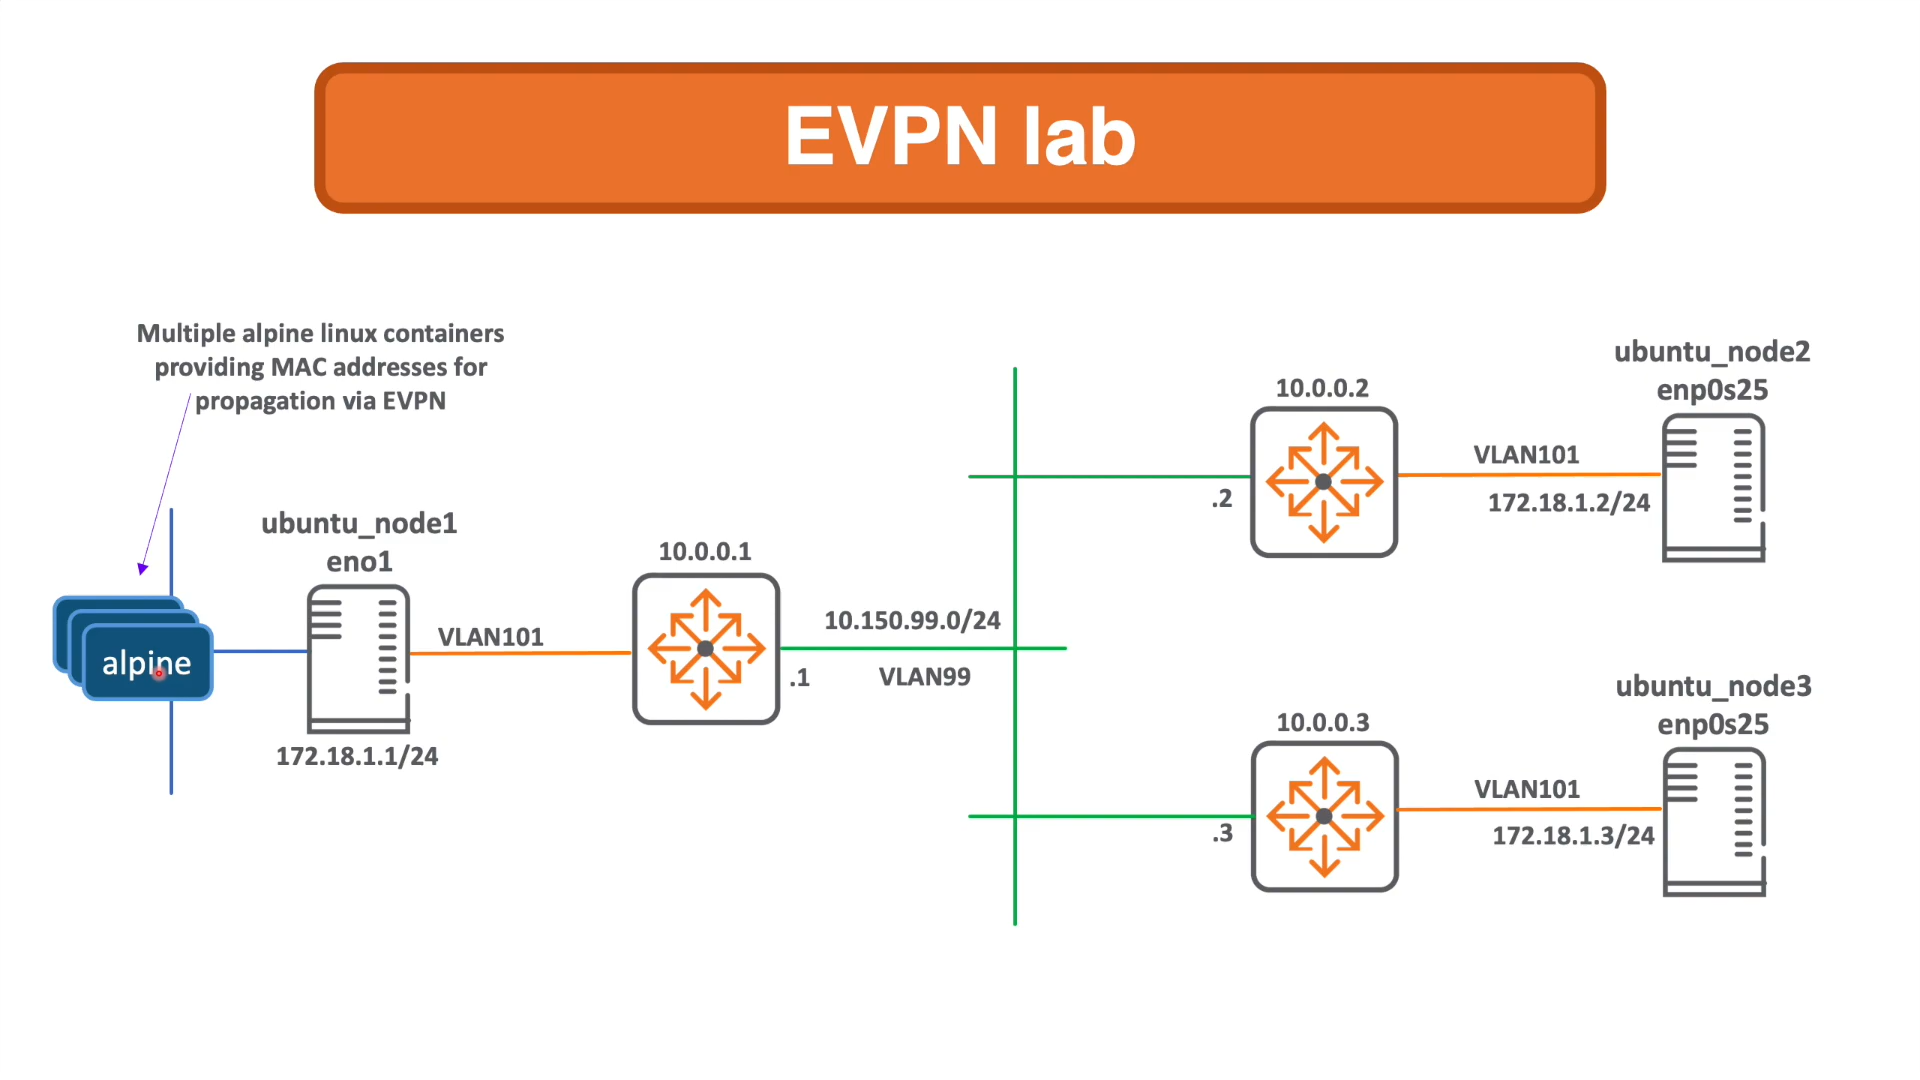 EVPN lab
Multiple alpine linux containers
providing MAC addresses for
propagation via EVPN
alpine
ubuntu_node1
eno1
172.18.1.1/24
VLAN101
10.0.0.1
.1
10.150.99.0/24
VLAN99
10.0.0.2
.2
VLAN101
172.18.1.2/24
ubuntu_node2
enp0s25
10.0.0.3
.3
VLAN101
172.18.1.3/24
ubuntu_node3
enp0s25